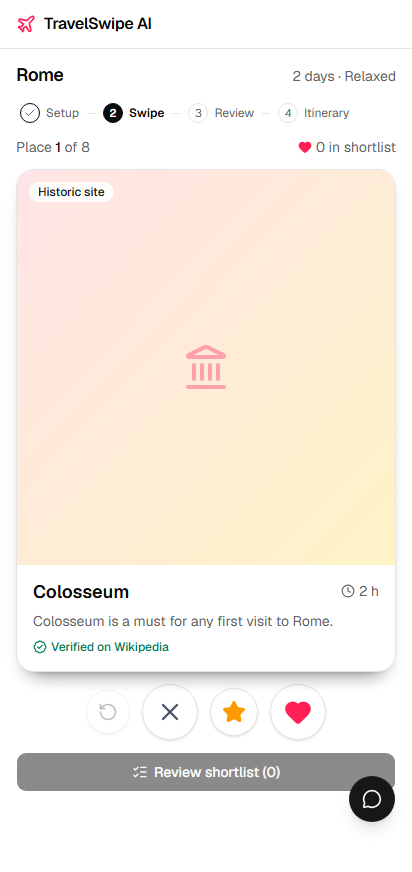 TravelSwipe AI
Rome
2 days · Relaxed
Setup
2 Swipe
3 Review
4 Itinerary
Place 1 of 8
0 in shortlist
Historic site
Colosseum
2 h
Colosseum is a must for any first visit to Rome.
Verified on Wikipedia
Review shortlist (0)